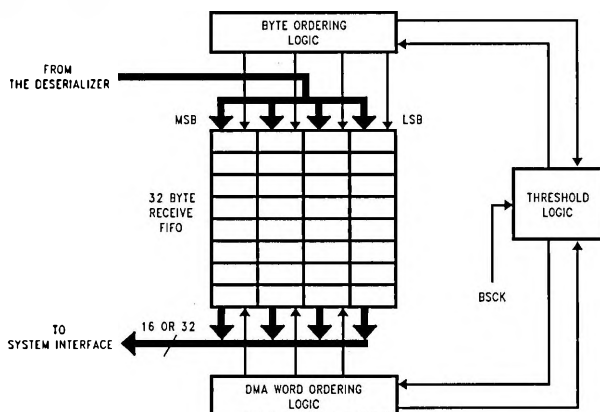 BYTE ORDERING
LOGIC
FROM
THE DESERIALIZER
MSB
LSB
32 BYTE
RECEIVE
FIFO
THRESHOLD
LOGIC
BSCK
TO
SYSTEM INTERFACE
16 OR 32
DMA WORD ORDERING
LOGIC